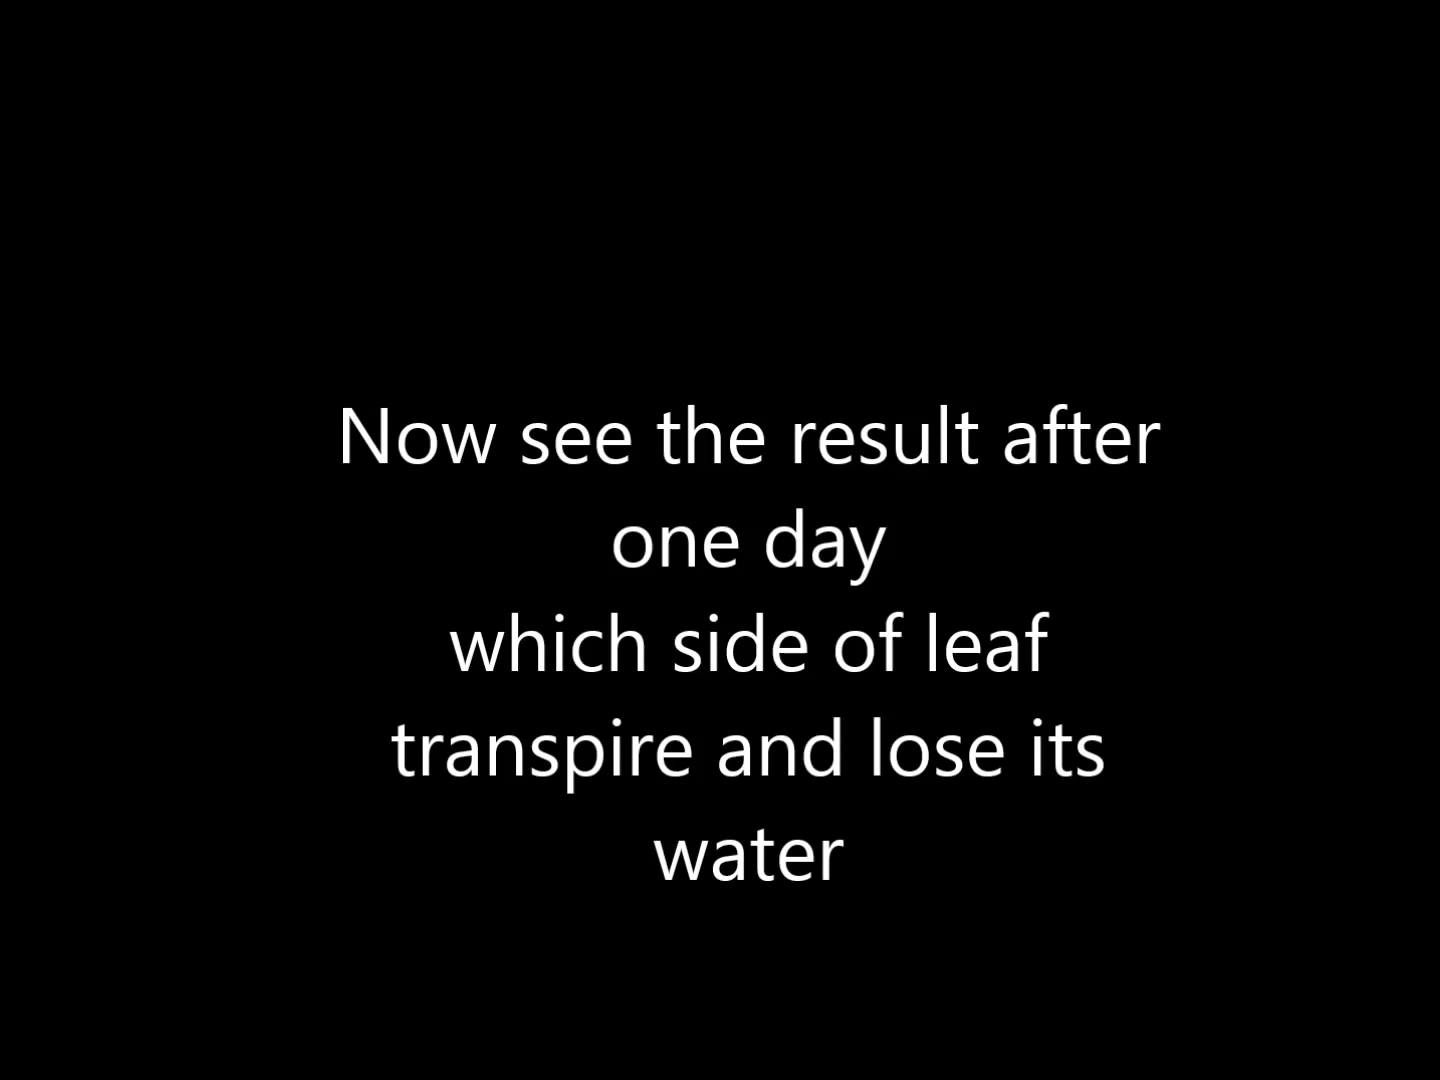 Now see the result after
one day
which side of leaf
transpire and lose its
water